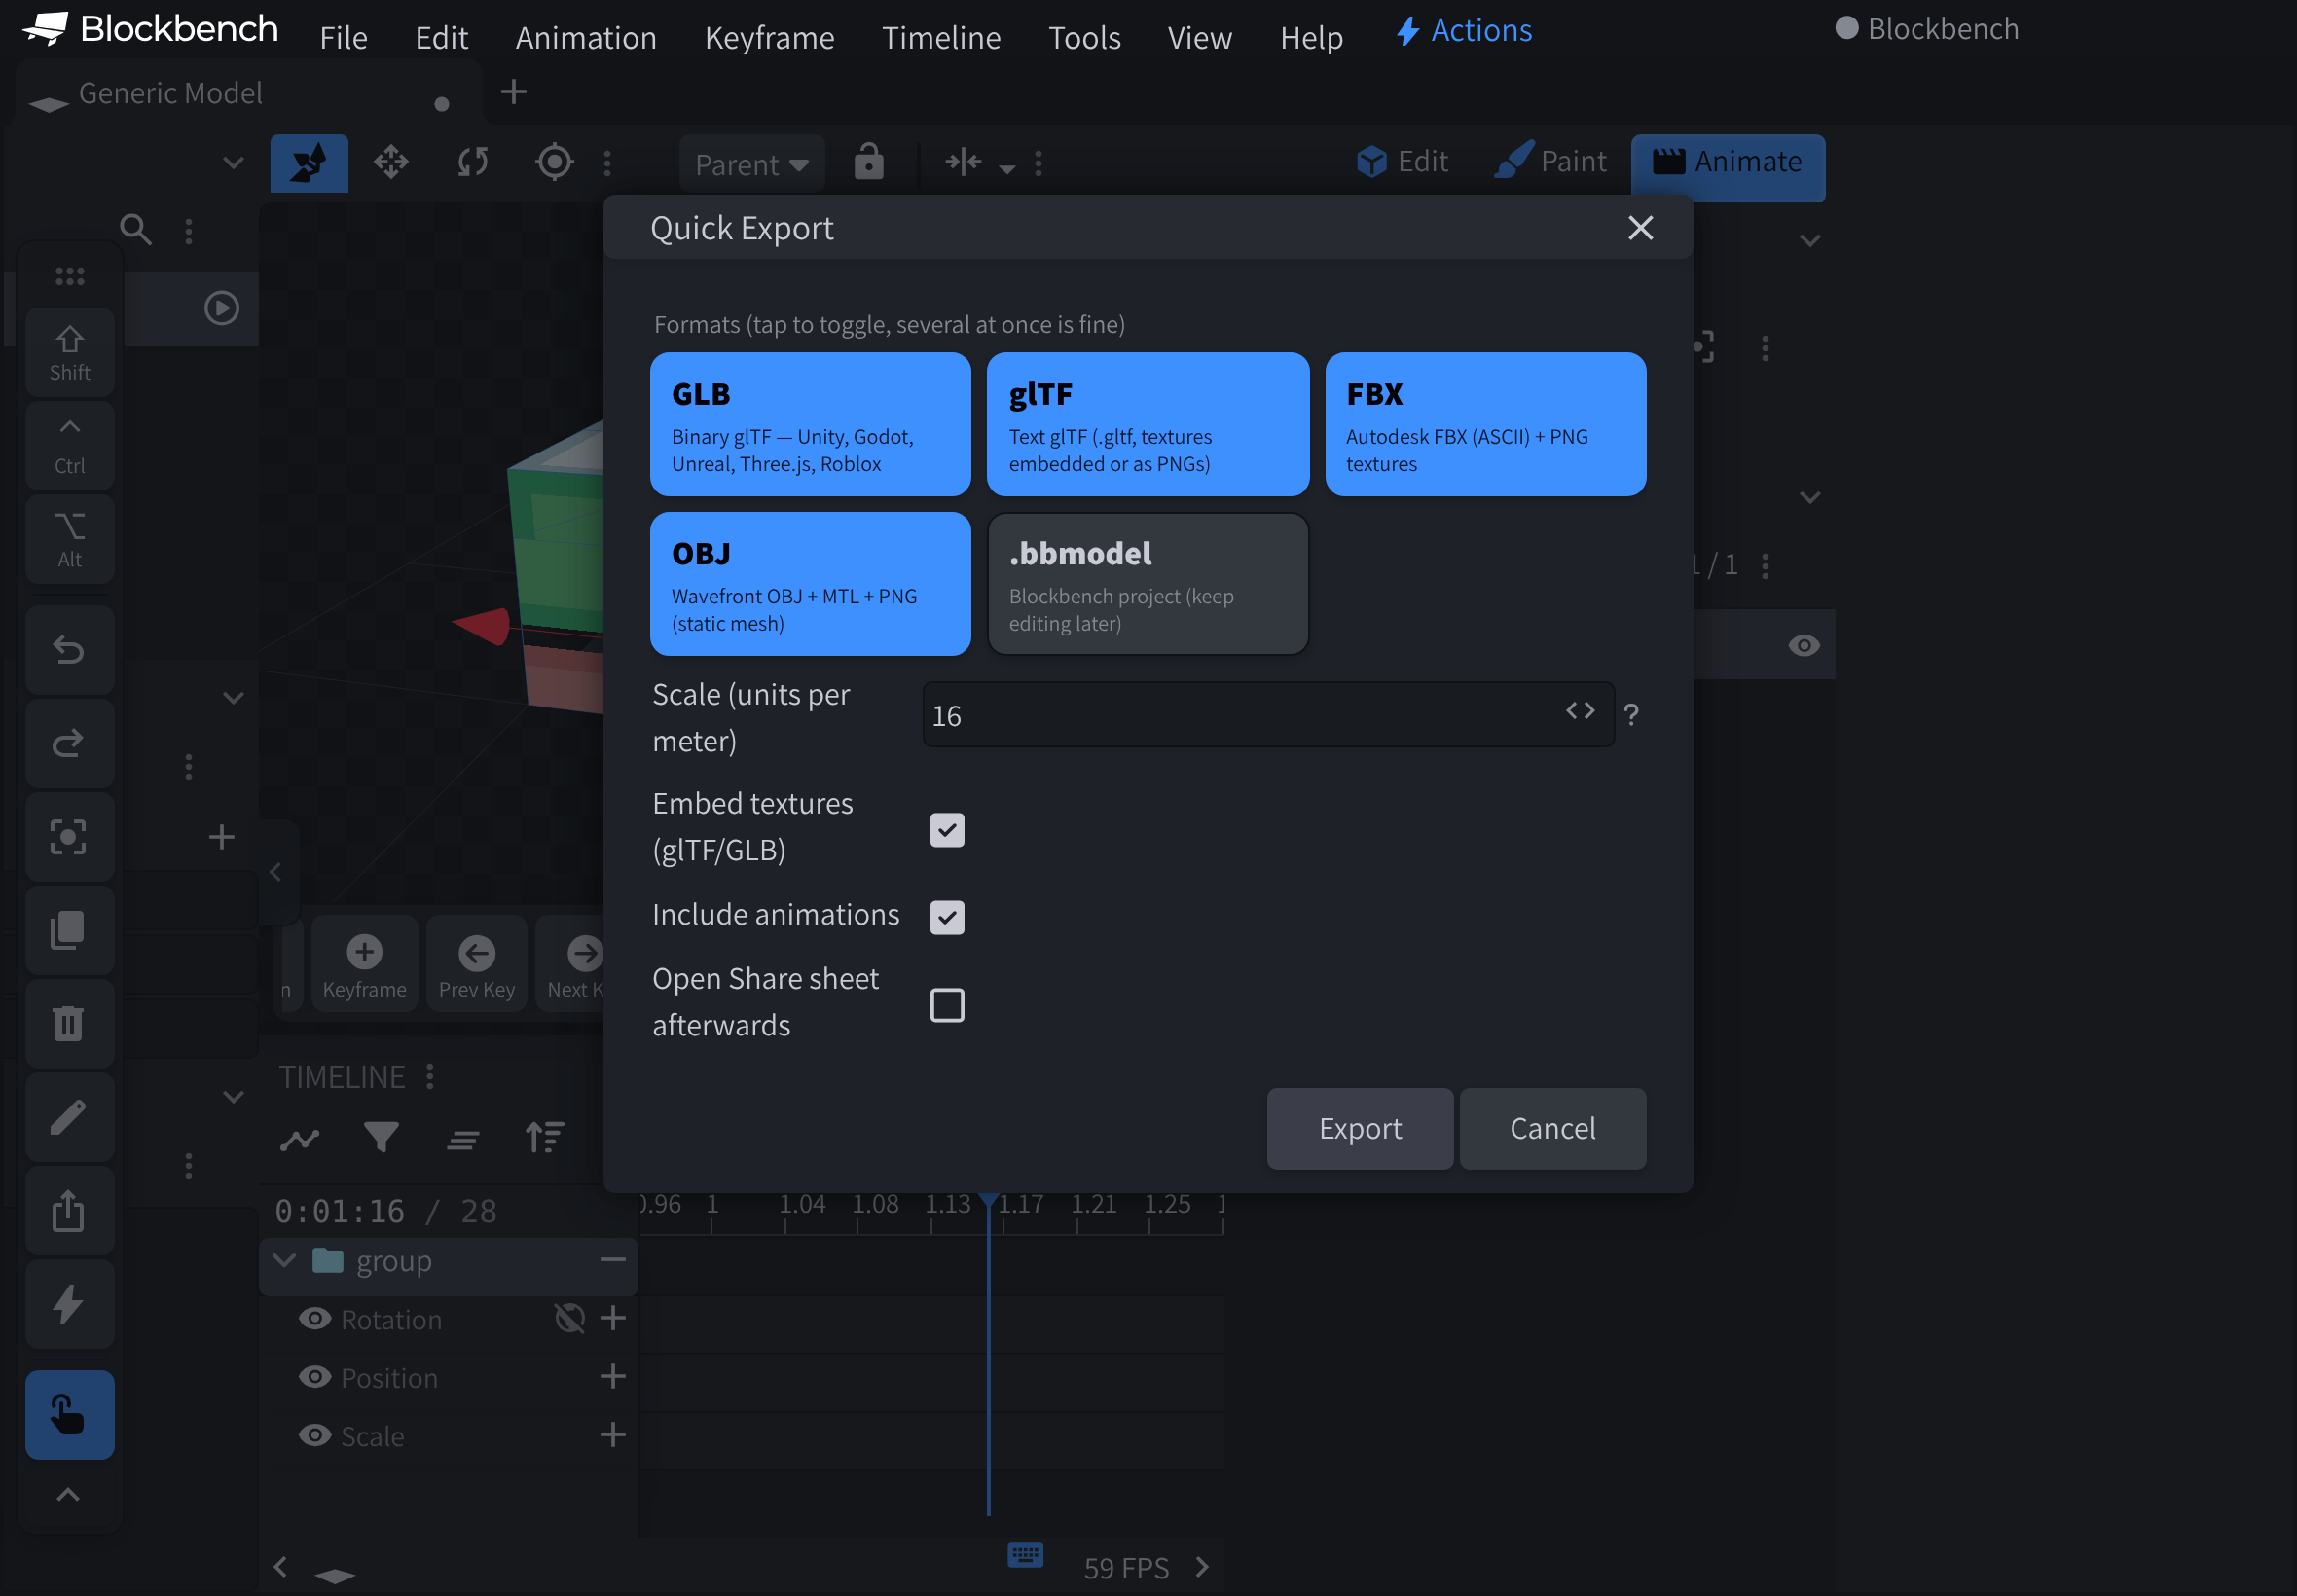 Blockbench
File Edit Animation Keyframe Timeline Tools View Help Actions
Blockbench
Generic Model
Parent
Edit Paint Animate
Quick Export
Formats (tap to toggle, several at once is fine)
GLB
Binary glTF — Unity, Godot,
Unreal, Three.js, Roblox
glTF
Text glTF (.gltf, textures
embedded or as PNGs)
FBX
Autodesk FBX (ASCII) + PNG
textures
OBJ
Wavefront OBJ + MTL + PNG
(static mesh)
.bbmodel
Blockbench project (keep
editing later)
Scale (units per
meter)
16
?
Embed textures
(glTF/GLB)
Include animations
Open Share sheet
afterwards
Export Cancel
Shift
Ctrl
Alt
1 / 1
n Keyframe Prev Key Next K
TIMELINE
0:01:16 / 28
0.96 1 1.04 1.08 1.13 1.17 1.21 1.25 1
group
Rotation
Position
Scale
59 FPS